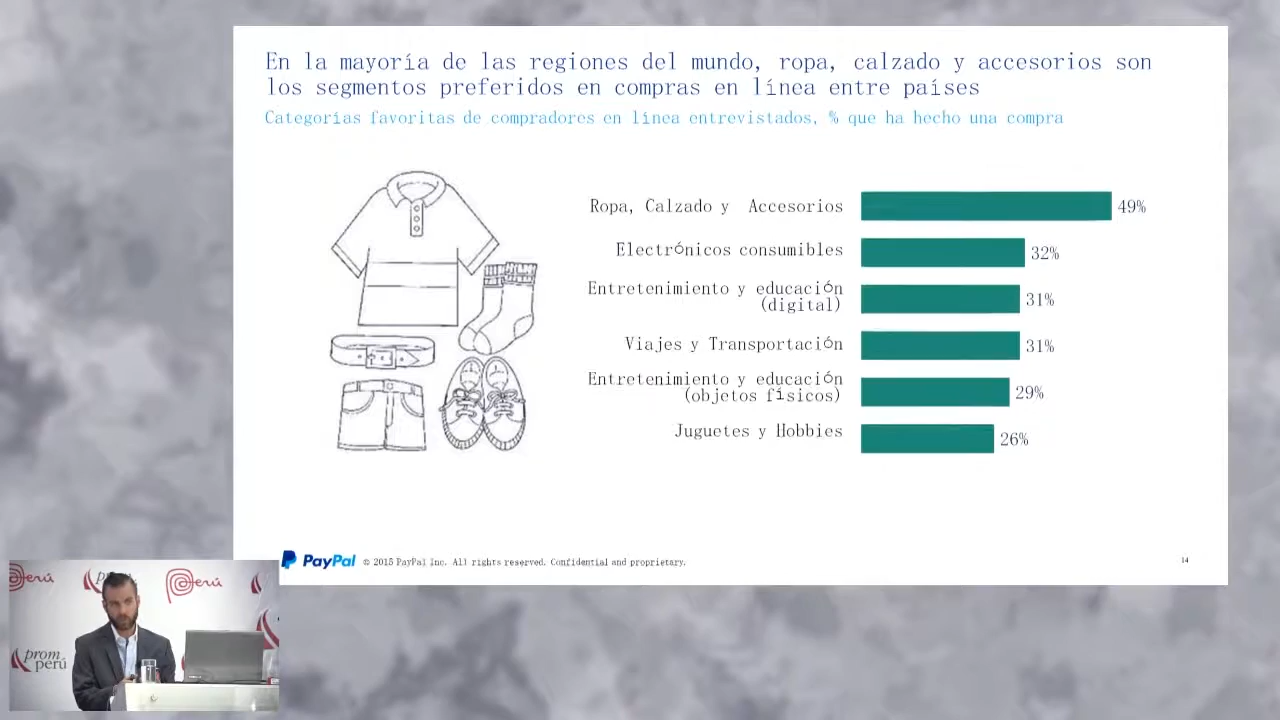 En la mayoría de las regiones del mundo, ropa, calzado y accesorios son
los segmentos preferidos en compras en línea entre países
Categorías favoritas de compradores en línea entrevistados, % que ha hecho una compra
Ropa, Calzado y Accesorios 49%
Electrónicos consumibles 32%
Entretenimiento y educación
(digital) 31%
Viajes y Transportación 31%
Entretenimiento y educación
(objetos físicos) 29%
Juguetes y Hobbies 26%
PayPal © 2015 PayPal Inc. All rights reserved. Confidential and proprietary. 14
Perú
Perú
prom
perú